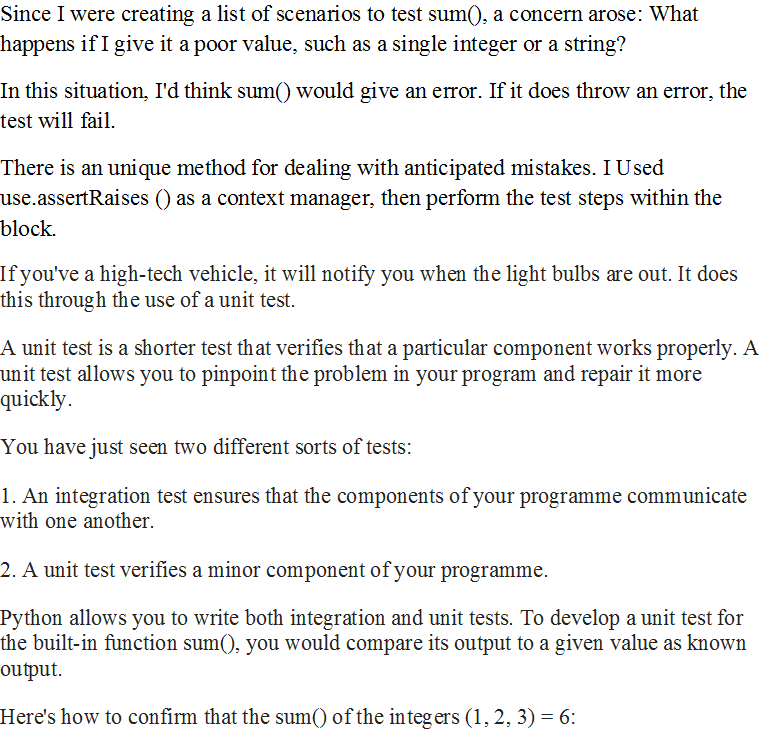 Since I were creating a list of scenarios to test sum(), a concern arose: What
happens if I give it a poor value, such as a single integer or a string?
In this situation, I'd think sum() would give an error. If it does throw an error, the
test will fail.
There is an unique method for dealing with anticipated mistakes. I Used
use.assertRaises () as a context manager, then perform the test steps within the
block.
If you've a high-tech vehicle, it will notify you when the light bulbs are out. It does
this through the use of a unit test.
A unit test is a shorter test that verifies that a particular component works properly. A
unit test allows you to pinpoint the problem in your program and repair it more
quickly.
You have just seen two different sorts of tests:
1. An integration test ensures that the components of your programme communicate
with one another.
2. A unit test verifies a minor component of your programme.
Python allows you to write both integration and unit tests. To develop a unit test for
the built-in function sum(), you would compare its output to a given value as known
output.
Here's how to confirm that the sum() of the integers (1, 2, 3) = 6: